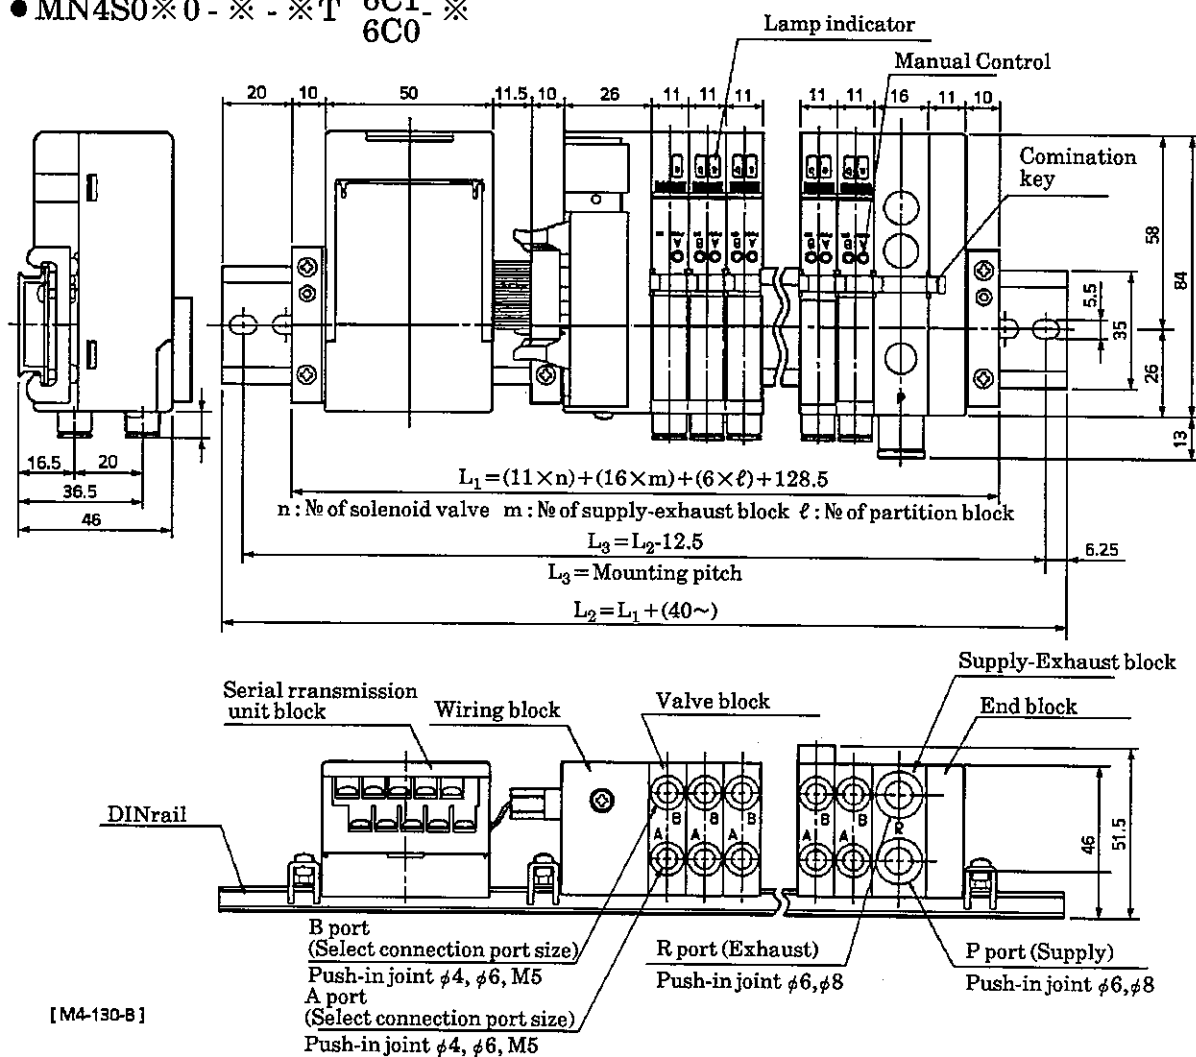 ● MN4S0※0 - ※ - ※T 6C1 - ※
6C0
Lamp indicator
Manual Control
20 10 50 11.5 10 26 11 11 11 11 11 16 11 10
Comination
key
58
84
5.5
35
26
13
16.5 20
36.5
46
L₁=(11×n)+(16×m)+(6×ℓ)+128.5
n : № of solenoid valve m : № of supply-exhaust block ℓ : № of partition block
L₃=L₂-12.5
6.25
L₃=Mounting pitch
L₂=L₁+(40~)
Supply-Exhaust block
Serial rransmission
unit block
Wiring block
Valve block
End block
DINrail
B B B B B
A A A A A
R
P
46
51.5
B port
(Select connection port size)
Push-in joint φ4, φ6, M5
A port
(Select connection port size)
Push-in joint φ4, φ6, M5
R port (Exhaust)
Push-in joint φ6,φ8
P port (Supply)
Push-in joint φ6,φ8
[ M4-130-B ]